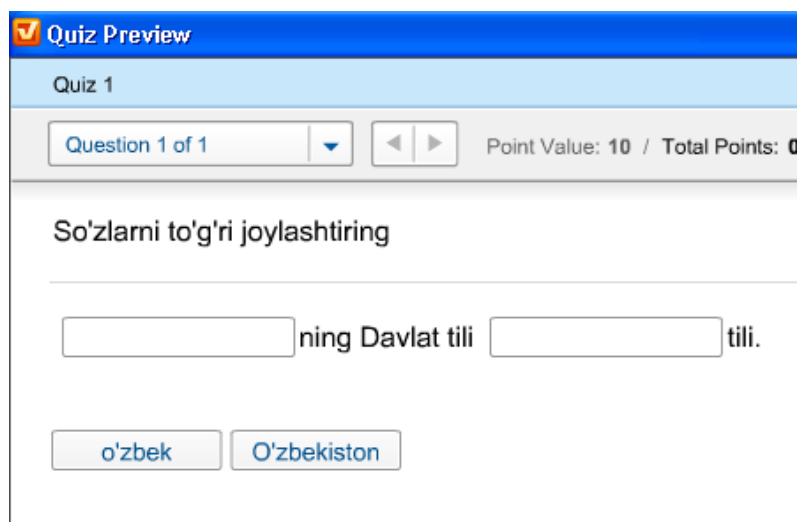 Quiz Preview
Quiz 1
Question 1 of 1 Point Value: 10 / Total Points:
So'zlarni to'g'ri joylashtiring
ning Davlat tili tili.
o'zbek O'zbekiston